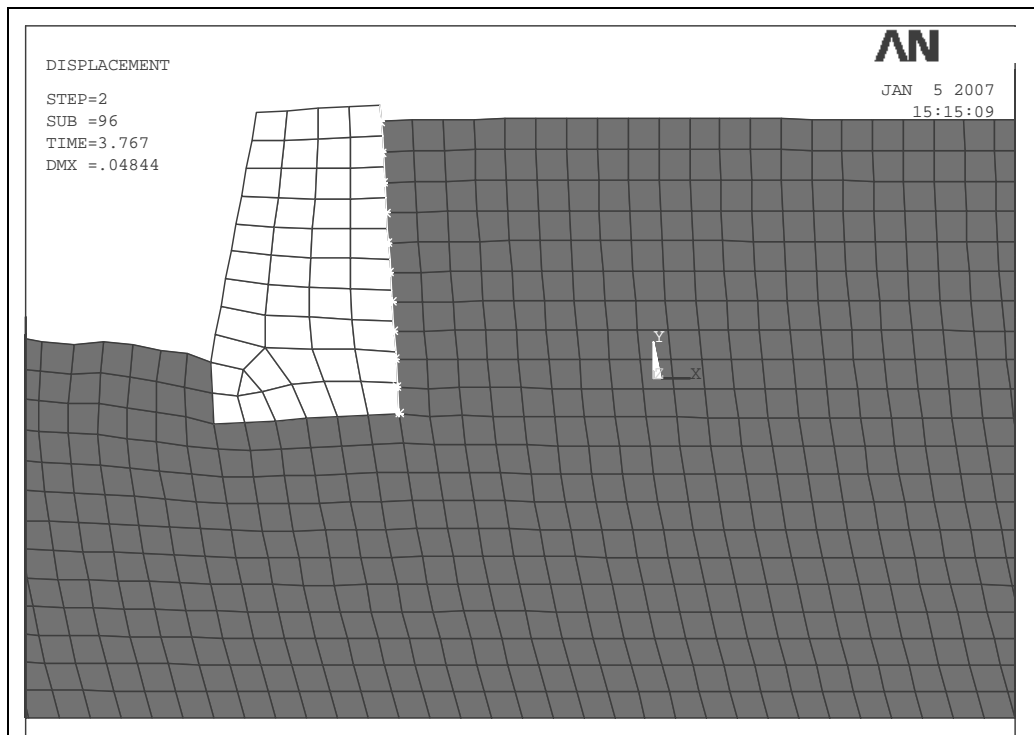 DISPLACEMENT
STEP=2
SUB =96
TIME=3.767
DMX =.04844
AN
JAN  5 2007
15:15:09
Y
X